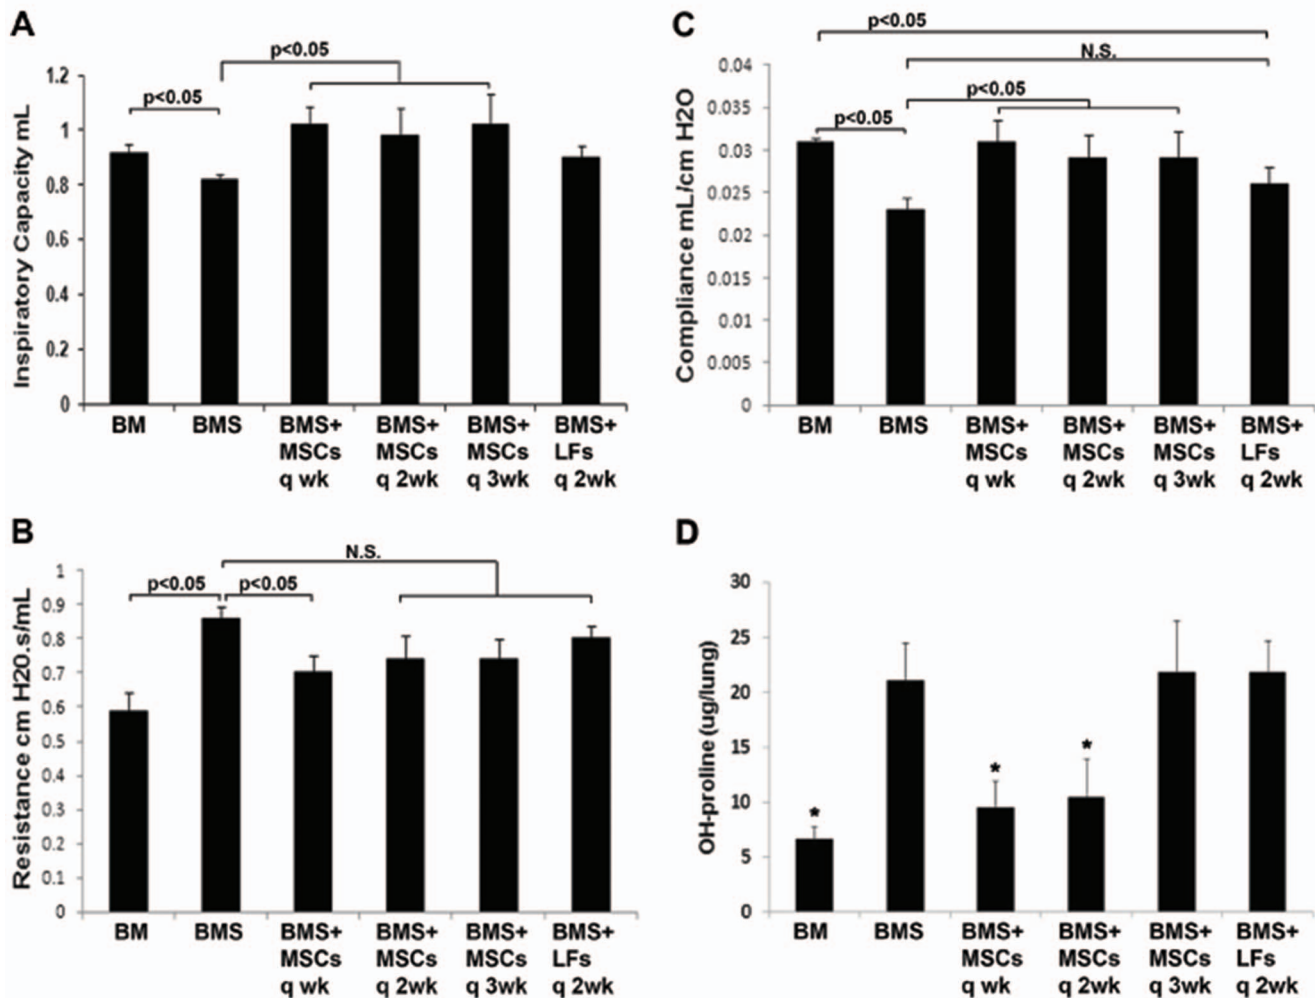 A
p<0.05
p<0.05
1.2
1
0.8
0.6
0.4
0.2
0
Inspiratory Capacity mL
BM BMS BMS+ BMS+ BMS+ BMS+
MSCs MSCs MSCs LFs
q wk q 2wk q 3wk q 2wk
C
p<0.05
N.S.
p<0.05
p<0.05
0.04
0.035
0.03
0.025
0.02
0.015
0.01
0.005
0
Compliance mL/cm H2O
BM BMS BMS+ BMS+ BMS+ BMS+
MSCs MSCs MSCs LFs
q wk q 2wk q 3wk q 2wk
B
N.S.
p<0.05 p<0.05
1
0.9
0.8
0.7
0.6
0.5
0.4
0.3
0.2
0.1
0
Resistance cm H20.s/mL
BM BMS BMS+ BMS+ BMS+ BMS+
MSCs MSCs MSCs LFs
q wk q 2wk q 3wk q 2wk
D
30
25
20
15
10
5
0
OH-proline (ug/lung)
* * *
BM BMS BMS+ BMS+ BMS+ BMS+
MSCs MSCs MSCs LFs
q wk q 2wk q 3wk q 2wk